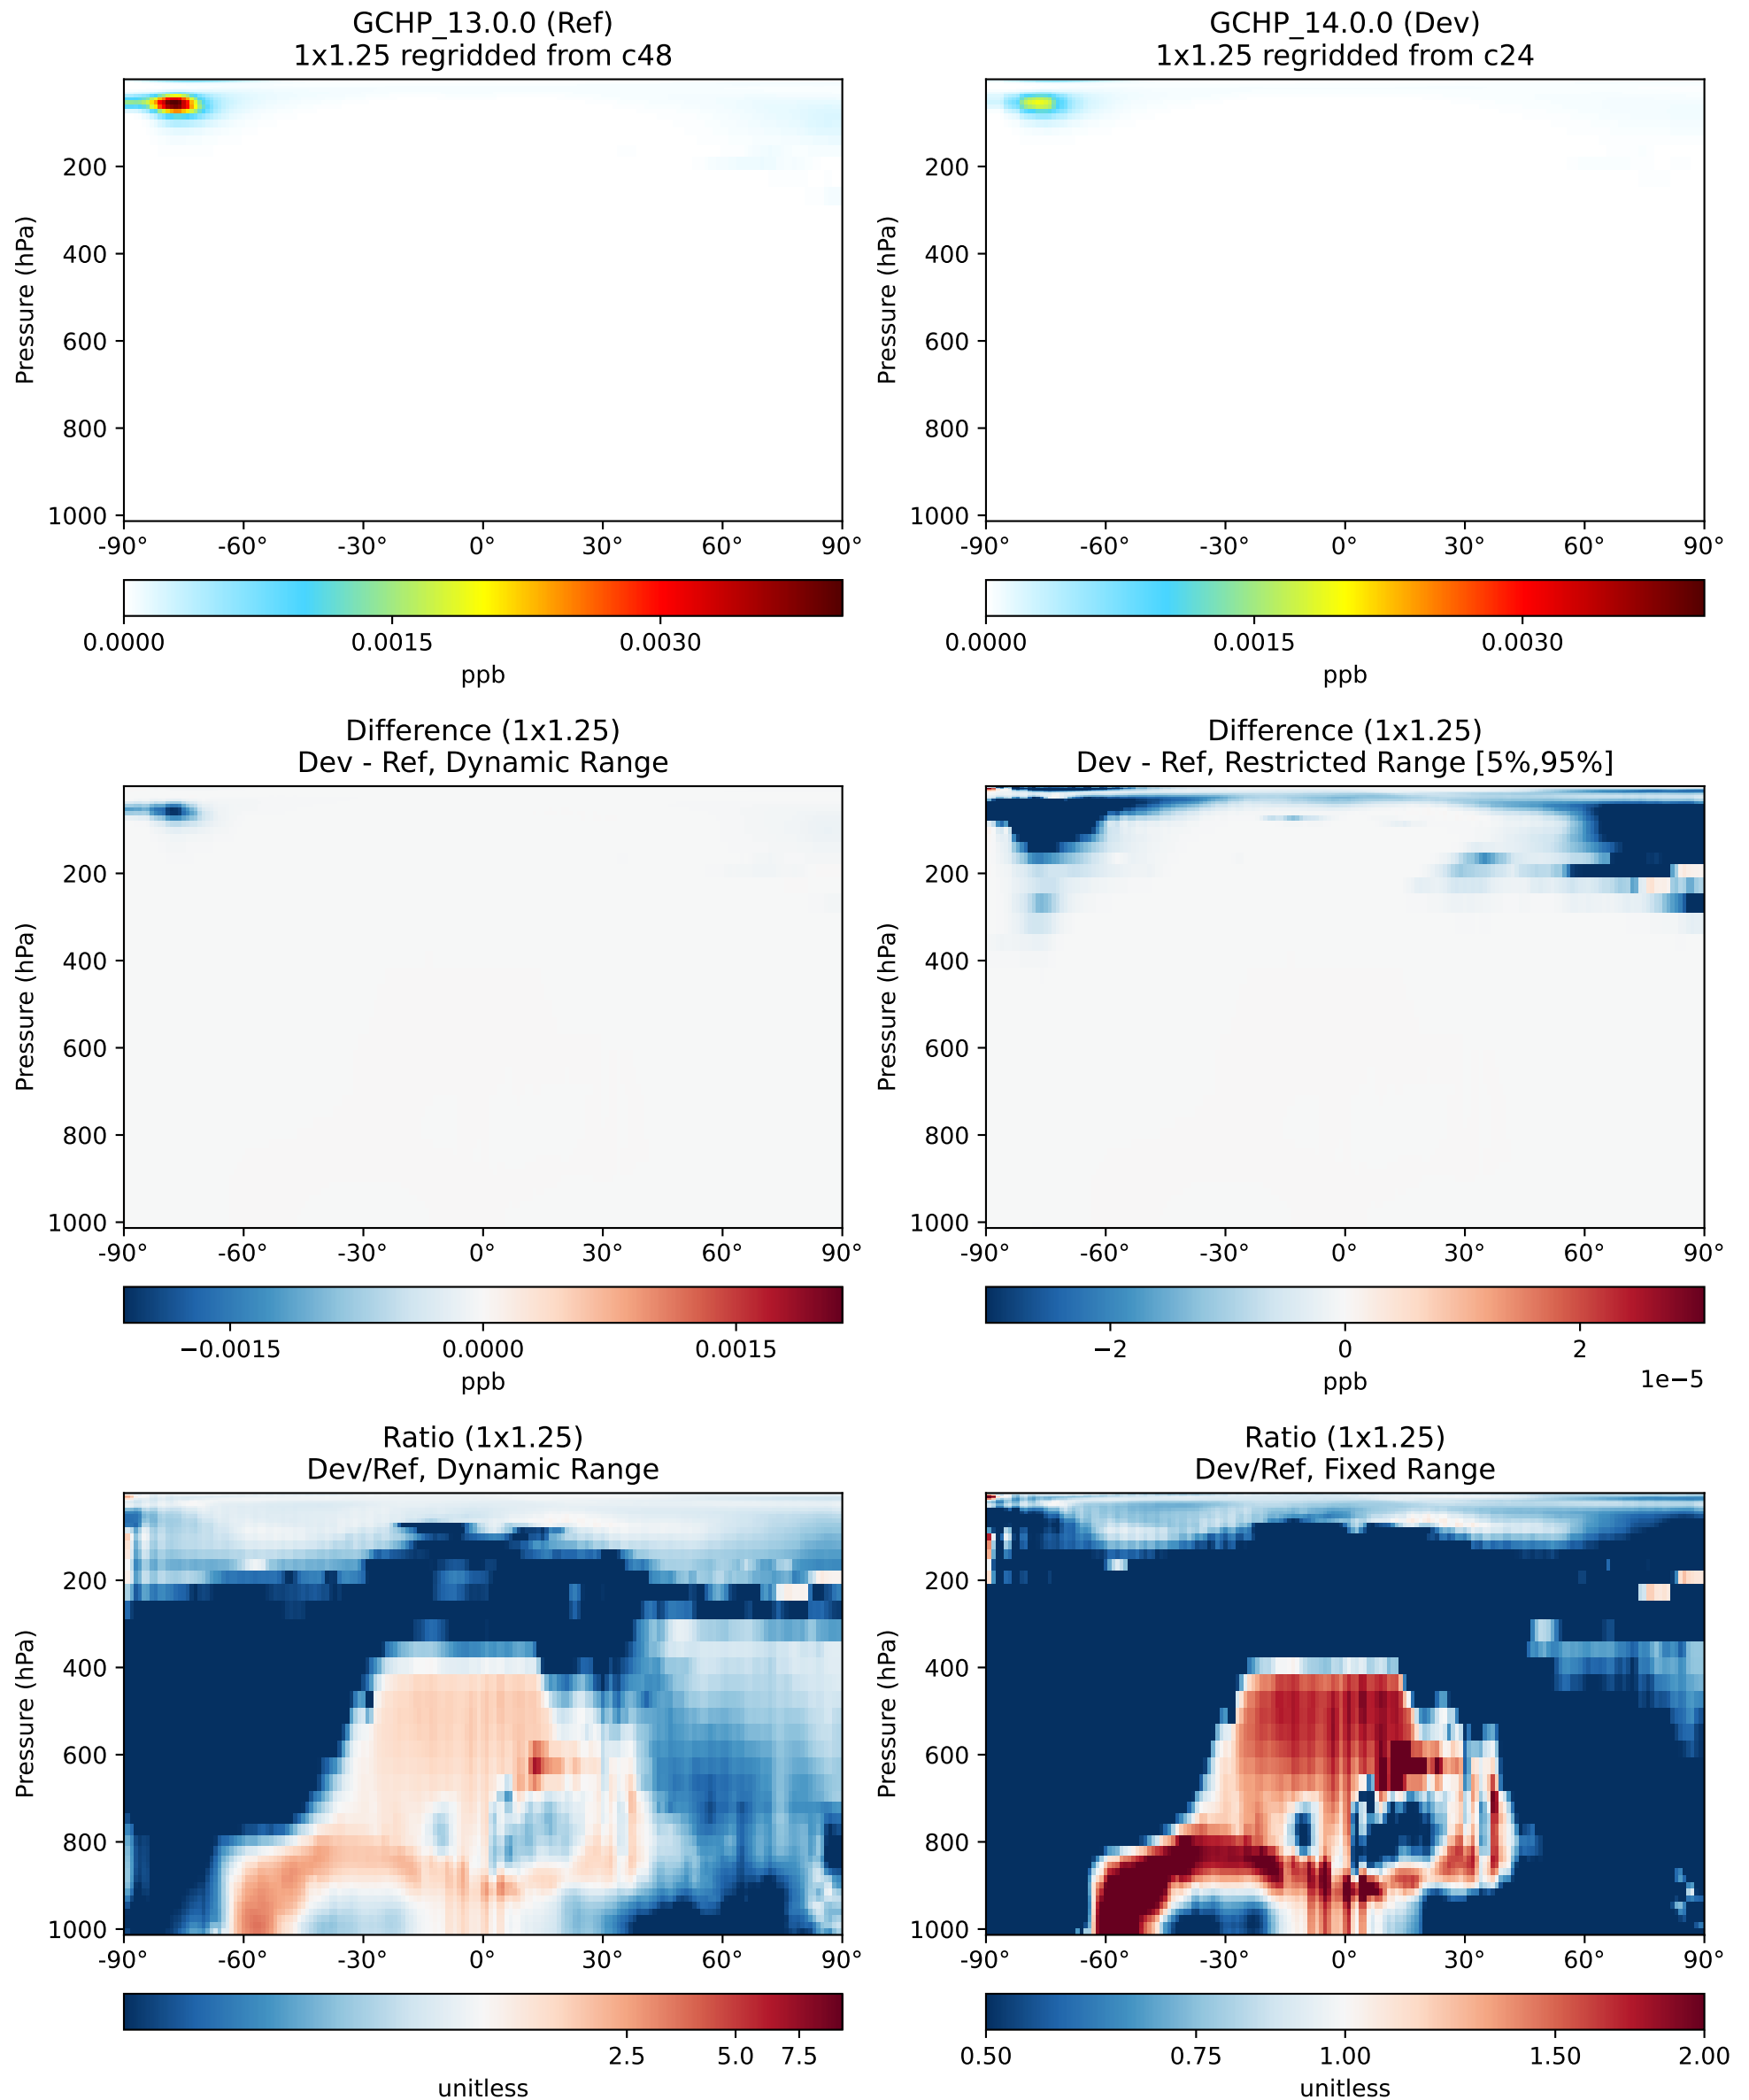 GCHP_13.0.0 (Ref)
1x1.25 regridded from c48
Pressure (hPa)
200
400
600
800
1000
-90° -60° -30° 0° 30° 60° 90°
0.0000 0.0015 0.0030
ppb
GCHP_14.0.0 (Dev)
1x1.25 regridded from c24
Pressure (hPa)
200
400
600
800
1000
-90° -60° -30° 0° 30° 60° 90°
0.0000 0.0015 0.0030
ppb
Difference (1x1.25)
Dev - Ref, Dynamic Range
Pressure (hPa)
200
400
600
800
1000
-90° -60° -30° 0° 30° 60° 90°
−0.0015 0.0000 0.0015
ppb
Difference (1x1.25)
Dev - Ref, Restricted Range [5%,95%]
Pressure (hPa)
200
400
600
800
1000
-90° -60° -30° 0° 30° 60° 90°
−2 0 2
ppb
1e−5
Ratio (1x1.25)
Dev/Ref, Dynamic Range
Pressure (hPa)
200
400
600
800
1000
-90° -60° -30° 0° 30° 60° 90°
2.5 5.0 7.5
unitless
Ratio (1x1.25)
Dev/Ref, Fixed Range
Pressure (hPa)
200
400
600
800
1000
-90° -60° -30° 0° 30° 60° 90°
0.50 0.75 1.00 1.50 2.00
unitless